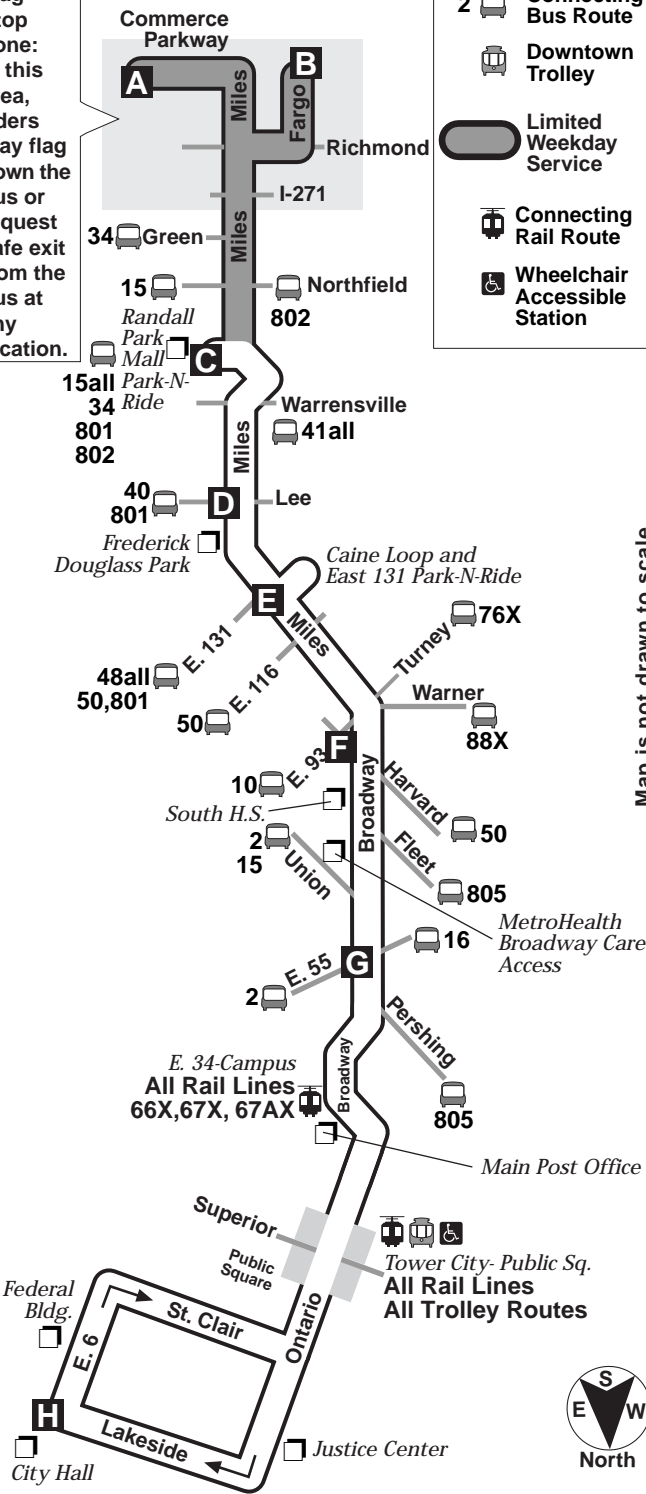 top
one:
this
ea,
ders
ay flag
own the
us or
quest
afe exit
om the
us at
ny
cation.
Commerce
Parkway
A
B
Miles
Fargo
Richmond
I-271
Miles
34
Green
15
Northfield
802
Randall
Park
Mall
Park-N-
Ride
C
15all
34
801
802
Warrensville
41all
Miles
40
801
D
Lee
Frederick
Douglass Park
Caine Loop and
East 131 Park-N-Ride
E
Miles
E. 131
48all
50,801
E. 116
50
Turney
76X
Warner
88X
F
E. 93
10
South H.S.
Broadway
Harvard
50
2
15
Union
Fleet
805
MetroHealth
Broadway Care
Access
16
G
E. 55
2
Pershing
805
Broadway
E. 34-Campus
All Rail Lines
66X,67X, 67AX
Main Post Office
Superior
Public
Square
Tower City- Public Sq.
All Rail Lines
All Trolley Routes
Ontario
Federal
Bldg.
St. Clair
E. 6
H
Lakeside
City Hall
Justice Center
2
Bus Route
Downtown
Trolley
Limited
Weekday
Service
Connecting
Rail Route
Wheelchair
Accessible
Station
Map is not drawn to scale
S
E
W
North